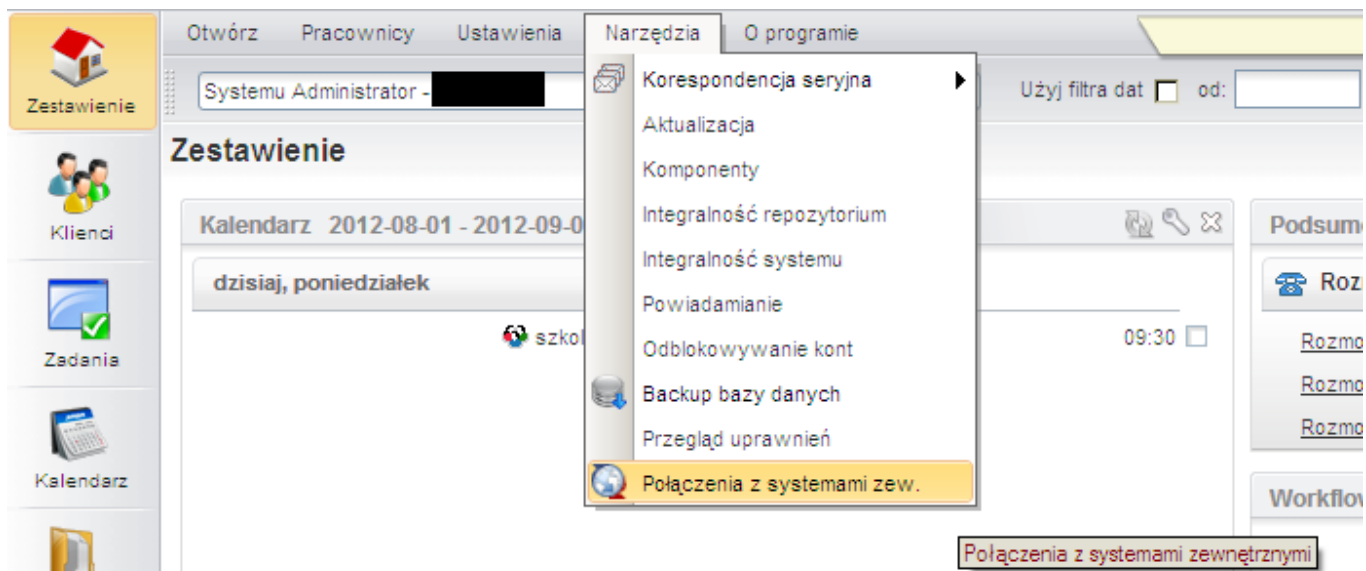 Otwórz Pracownicy Ustawienia Narzędzia O programie
Systemu Administrator -
Użyj filtra dat od:
Zestawienie
Klienci
Zadania
Kalendarz
Zestawienie
Kalendarz 2012-08-01 - 2012-09-0
dzisiaj, poniedziałek
szkol
09:30
Korespondencja seryjna
Aktualizacja
Komponenty
Integralność repozytorium
Integralność systemu
Powiadamianie
Odblokowywanie kont
Backup bazy danych
Przegląd uprawnień
Połączenia z systemami zew.
Połączenia z systemami zewnętrznymi
Podsum
Roz
Rozmo
Rozmo
Rozmo
Workflo